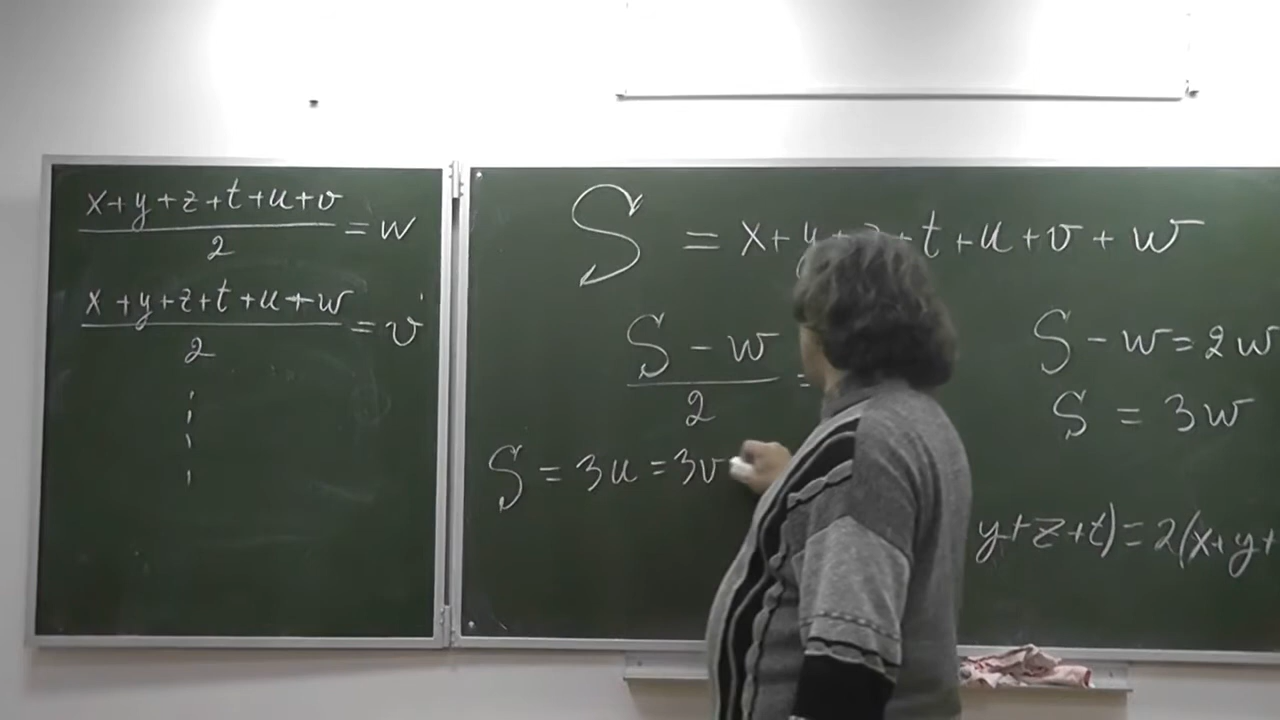 x+y+z+t+u+v
2
= w
x+y+z+t+u+w
2
= v
S = x+y+z+t+u+v+w
S-w
2
=
S-w=2w
S = 3w
S = 3u = 3v
y+z+t)=2(x+y+